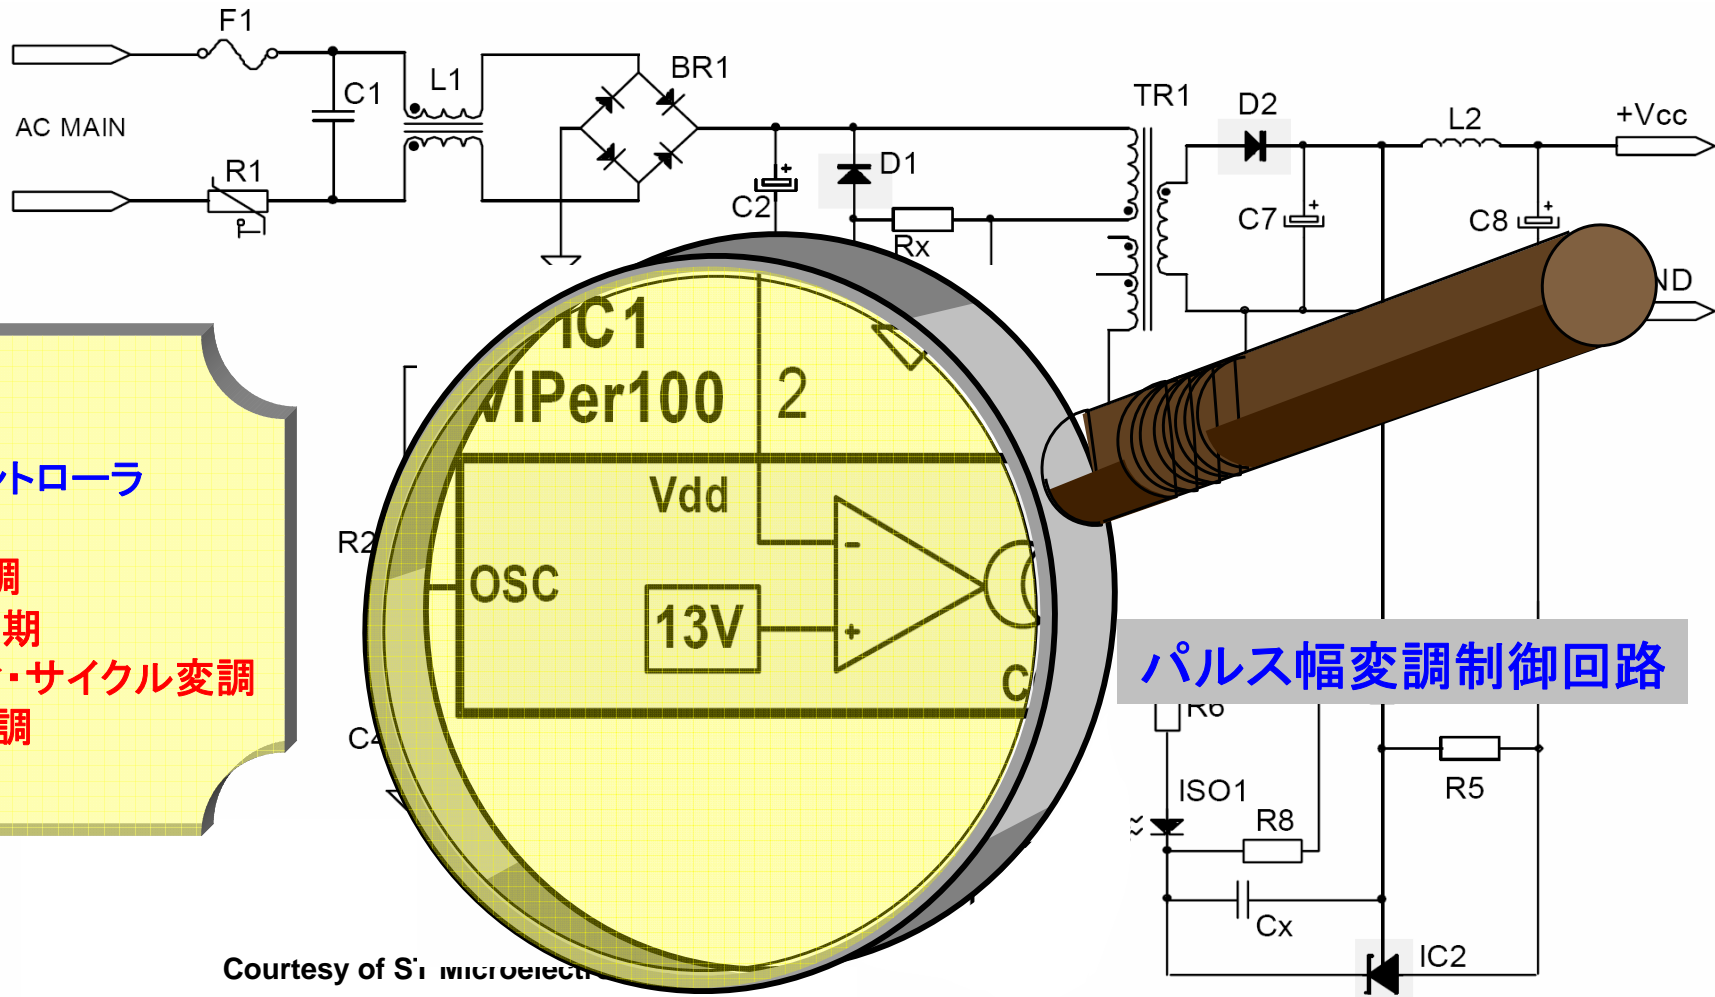 F1
L1
BR1
C1
AC MAIN
R1
TR1
D2
L2
+Vcc
D1
C2
Rx
C7
C8
IC1
VIPer100
2
Vdd
OSC
13V
-
+
R2
トローラ
調
期
・サイクル変調
調
パルス幅変調制御回路
R6
R5
ISO1
R8
Cx
IC2
Courtesy of ST